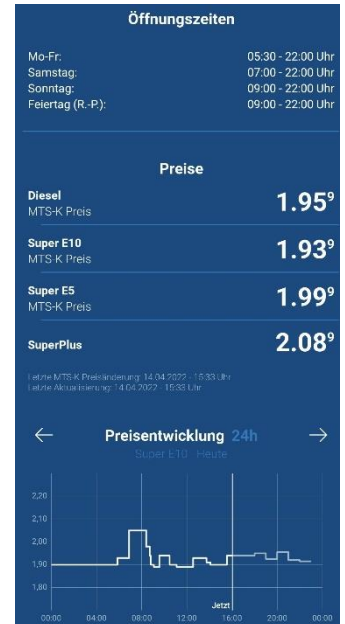 Öffnungszeiten
Mo-Fr: 05:30 - 22:00 Uhr
Samstag: 07:00 - 22:00 Uhr
Sonntag: 09:00 - 22:00 Uhr
Feiertag (R.-P.): 09:00 - 22:00 Uhr
Preise
Diesel 1.95⁹
MTS-K Preis
Super E10 1.93⁹
MTS-K Preis
Super E5 1.99⁹
MTS-K Preis
SuperPlus 2.08⁹
Letzte MTS-K Preisänderung: 14.04.2022 - 15:33 Uhr
Letzte Aktualisierung: 14.04.2022 - 15:33 Uhr
← Preisentwicklung 24h →
Super E10 Heute
2,20
2,10
2,00
1,90
1,80
Jetzt
00:00 04:00 08:00 12:00 16:00 20:00 00:00